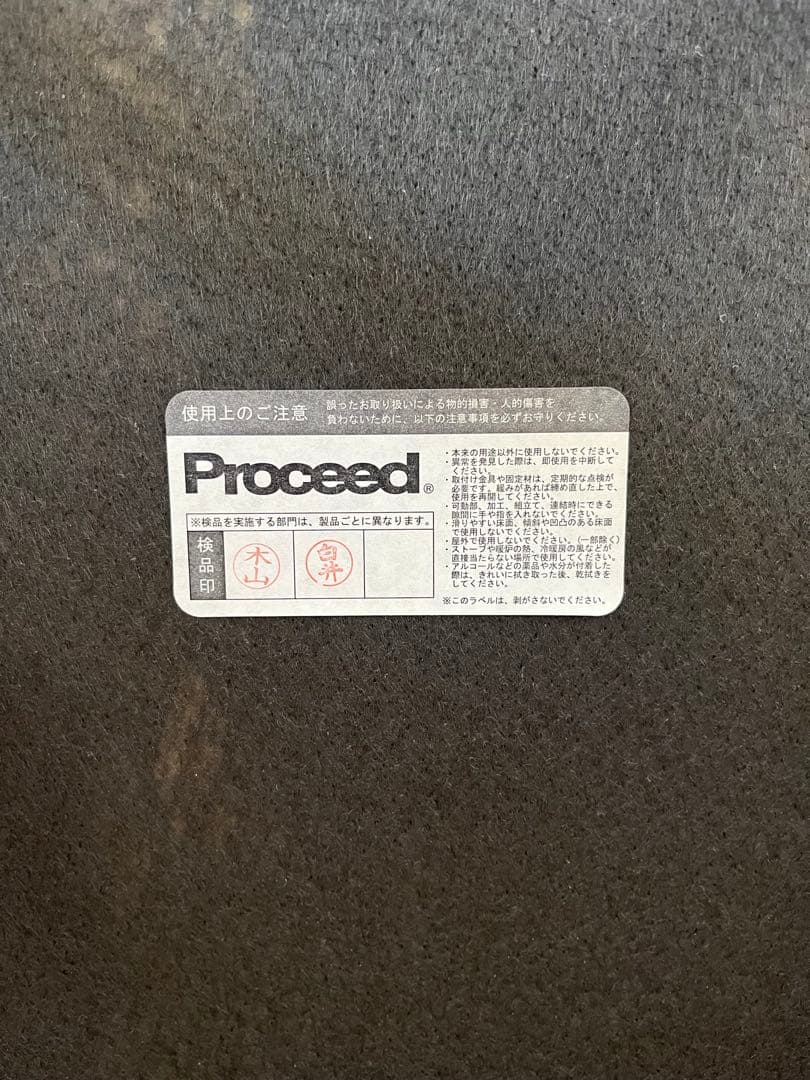 使用上のご注意
誤ったお取り扱いによる物的損害・人的傷害を
負わないために、以下の注意事項を必ずお守りください。
Proceed®
※検品を実施する部門は、製品ごとに異なります。
検品印
木山
白井
・本来の用途以外に使用しないでください。
・異常を発見した際は、即使用を中断して
ください。
・取付け金具や固定材は、定期的な点検が
必要です。緩みがあれば締め直した上で、
使用を再開してください。
・可動部、加工、組立て、連結時にできる
隙間に手や指を入れないでください。
・滑りやすい床面、傾斜や凹凸のある床面
で使用しないでください。
・屋外で使用しないでください。(一部除く)
・ストーブや暖炉の熱、冷暖房の風などが
直接当たらない場所で使用してください。
・アルコールなどの薬品や水分が付着した
際は、きれいに拭き取った後、乾拭きを
してください。
※このラベルは、剥がさないでください。